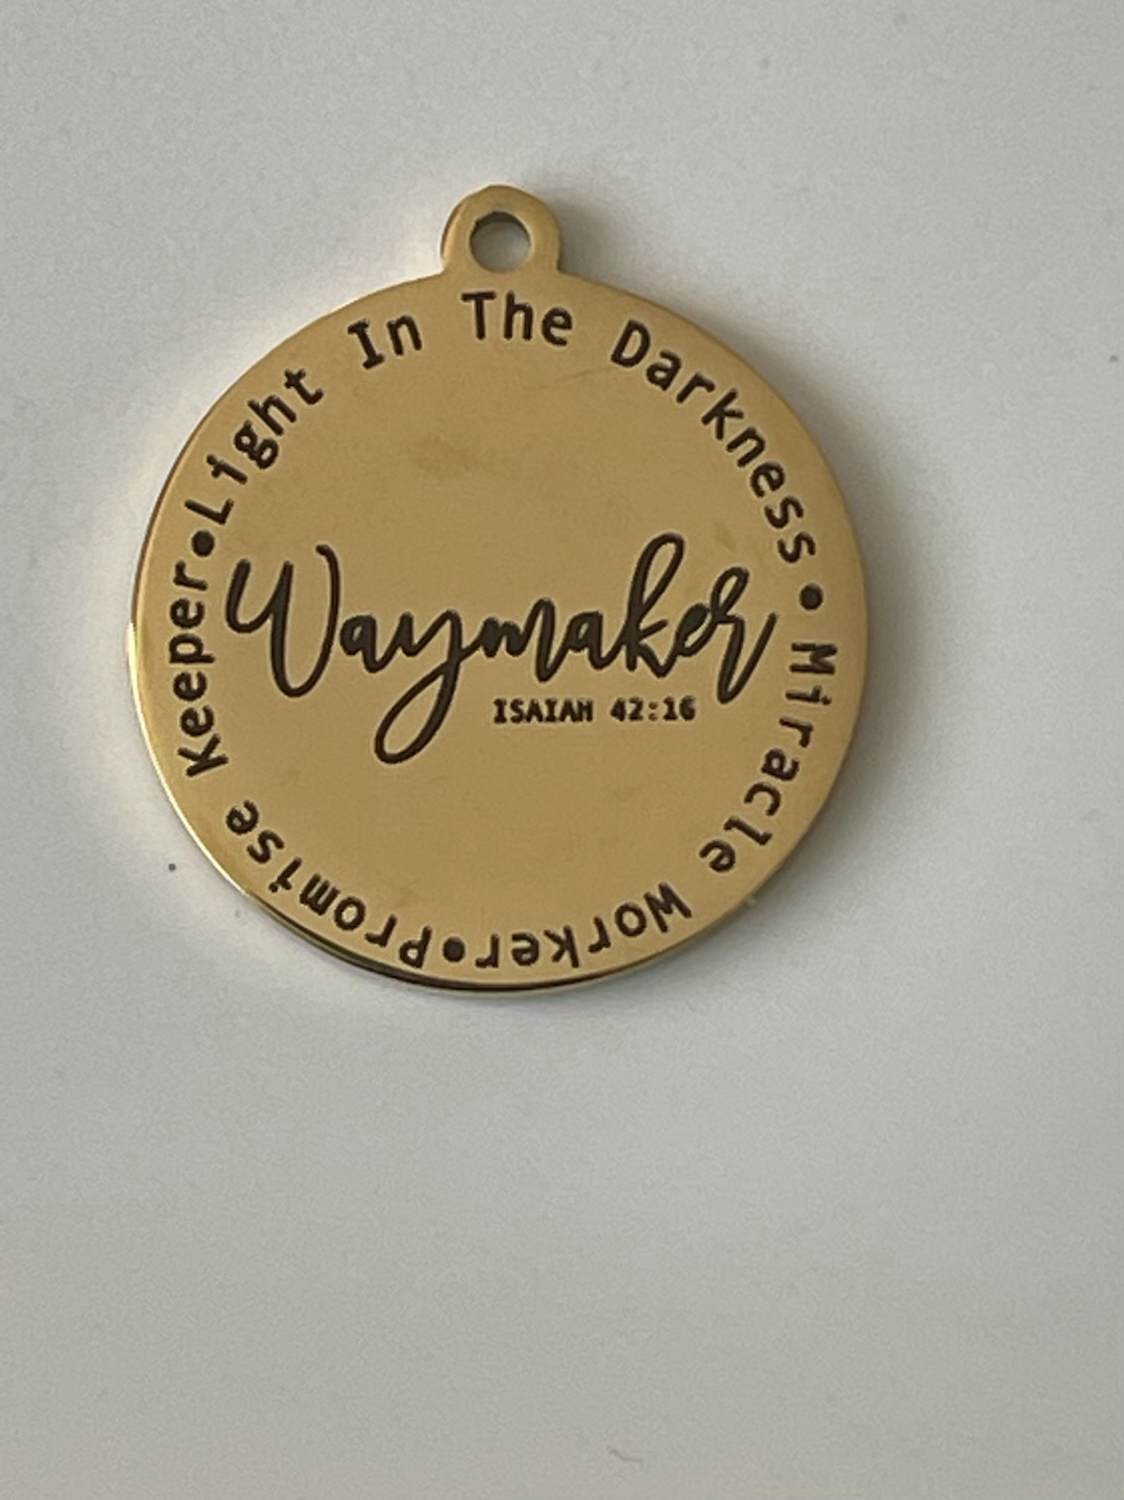 Light In The Darkness • Miracle Worker • Promise Keeper •
Waymaker
ISAIAH 42:16